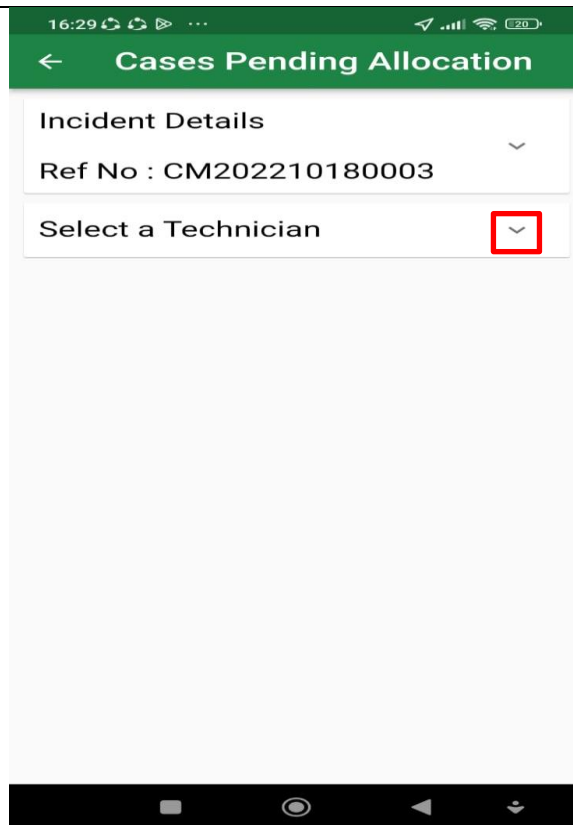 16:29 ...
20
Cases Pending Allocation
Incident Details
Ref No : CM202210180003
Select a Technician